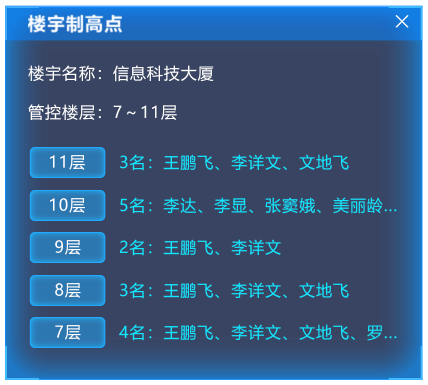 楼宇制高点
楼宇名称：信息科技大厦
管控楼层：7～11层
11层 3名：王鹏飞、李详文、文地飞
10层 5名：李达、李显、张窦娥、美丽龄...
9层 2名：王鹏飞、李详文
8层 3名：王鹏飞、李详文、文地飞
7层 4名：王鹏飞、李详文、文地飞、罗...